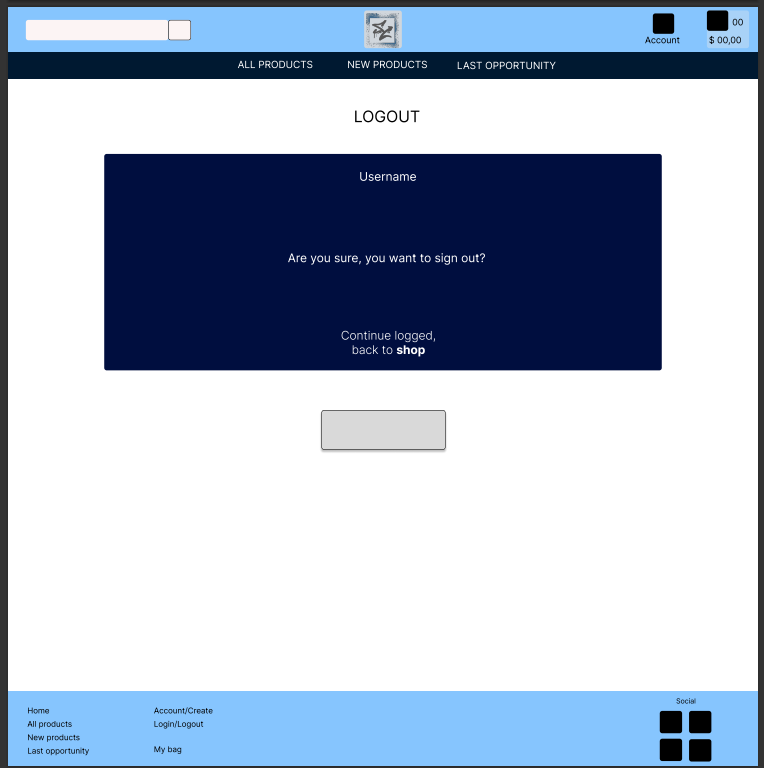 00
Account
$ 00,00
ALL PRODUCTS
NEW PRODUCTS
LAST OPPORTUNITY
LOGOUT
Username
Are you sure, you want to sign out?
Continue logged,
back to shop
Home
All products
New products
Last opportunity
Account/Create
Login/Logout
My bag
Social